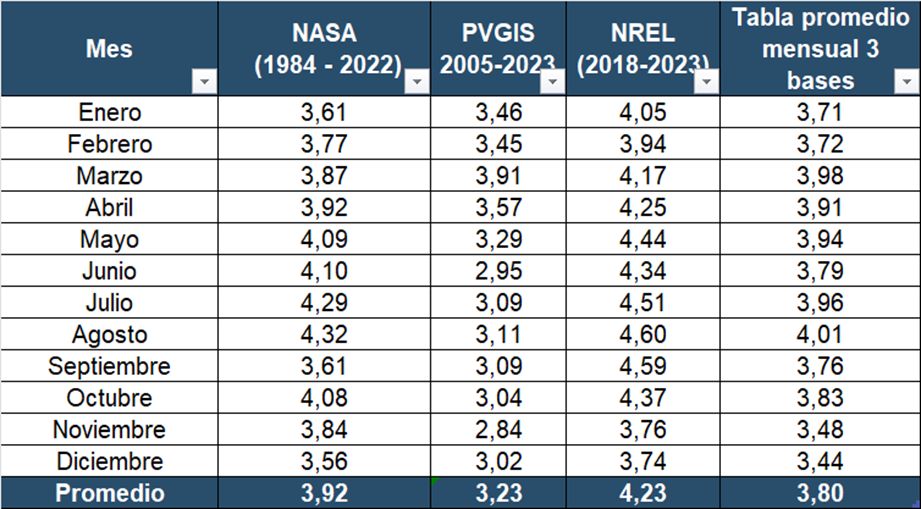 Mes NASA (1984 - 2022) PVGIS 2005-2023 NREL (2018-2023) Tabla promedio mensual 3 bases
Enero 3,61 3,46 4,05 3,71
Febrero 3,77 3,45 3,94 3,72
Marzo 3,87 3,91 4,17 3,98
Abril 3,92 3,57 4,25 3,91
Mayo 4,09 3,29 4,44 3,94
Junio 4,10 2,95 4,34 3,79
Julio 4,29 3,09 4,51 3,96
Agosto 4,32 3,11 4,60 4,01
Septiembre 3,61 3,09 4,59 3,76
Octubre 4,08 3,04 4,37 3,83
Noviembre 3,84 2,84 3,76 3,48
Diciembre 3,56 3,02 3,74 3,44
Promedio 3,92 3,23 4,23 3,80